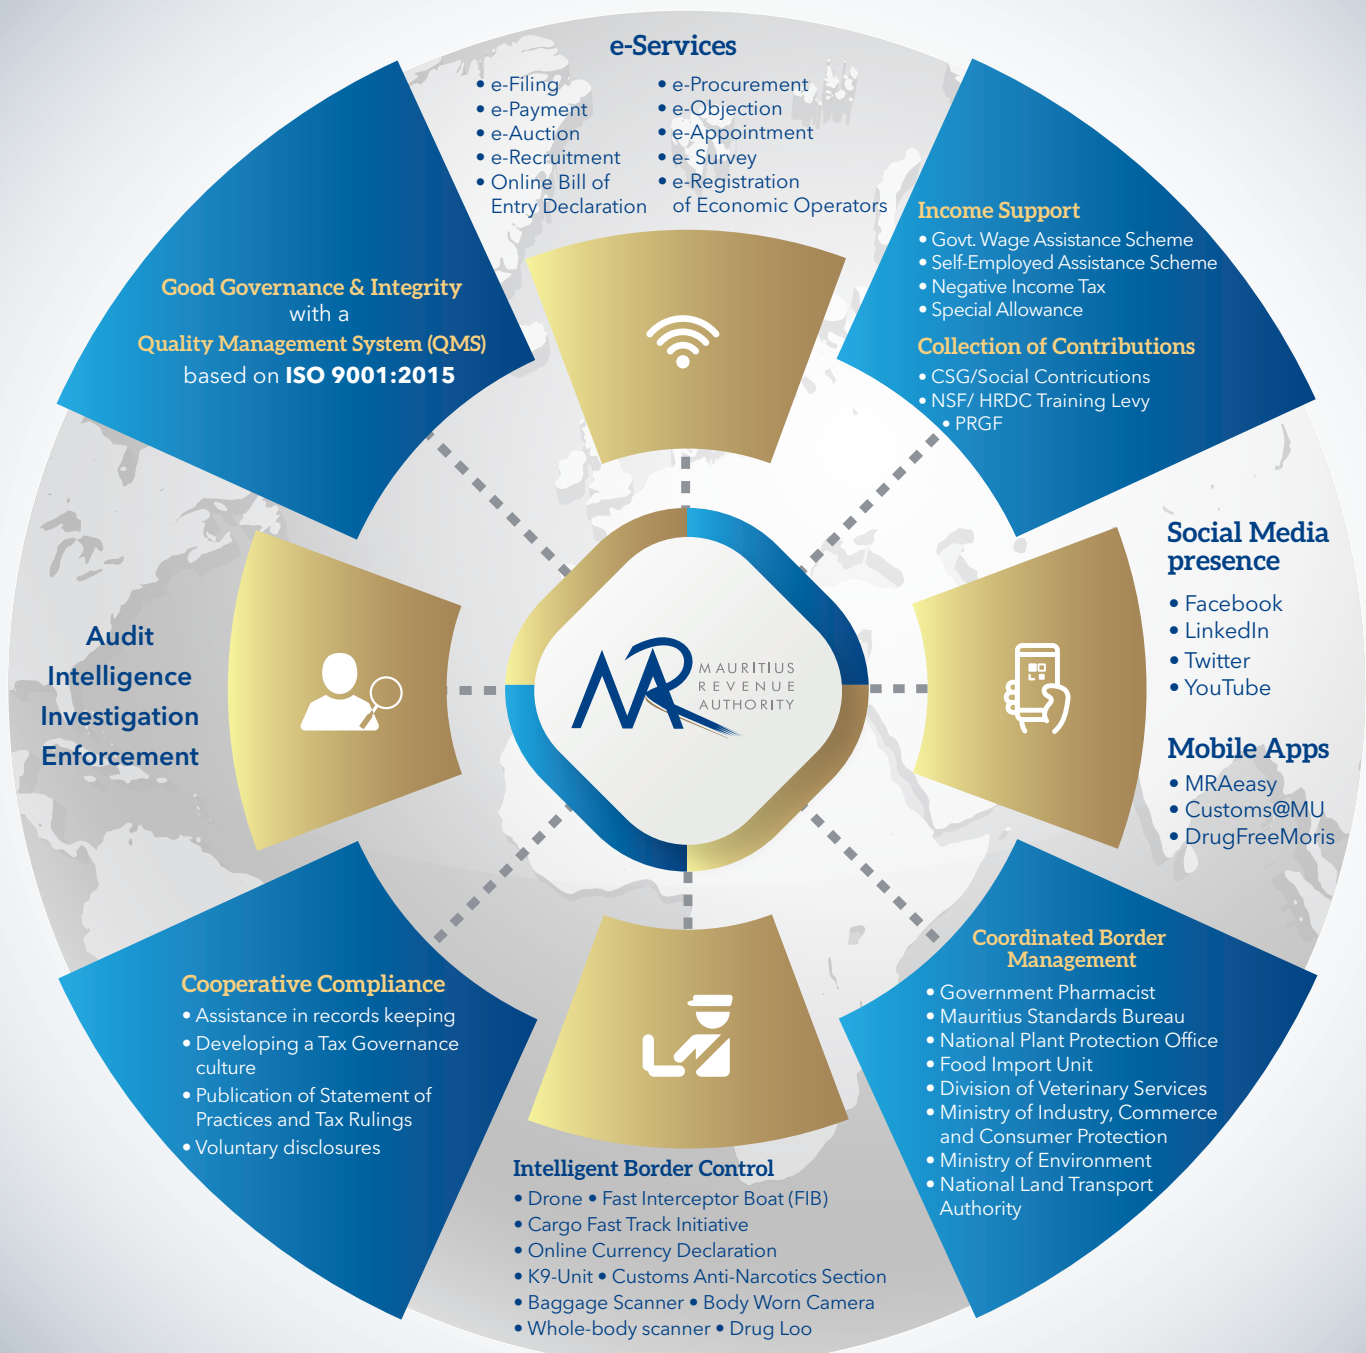 e-Services
• e-Filing
• e-Payment
• e-Auction
• e-Recruitment
• Online Bill of
Entry Declaration
• e-Procurement
• e-Objection
• e-Appointment
• e- Survey
• e-Registration
of Economic Operators
Income Support
• Govt. Wage Assistance Scheme
• Self-Employed Assistance Scheme
• Negative Income Tax
• Special Allowance
Collection of Contributions
• CSG/Social Contricutions
• NSF/ HRDC Training Levy
• PRGF
Good Governance & Integrity
with a
Quality Management System (QMS)
based on ISO 9001:2015
Social Media
presence
• Facebook
• LinkedIn
• Twitter
• YouTube
Mobile Apps
• MRAeasy
• Customs@MU
• DrugFreeMoris
Audit
Intelligence
Investigation
Enforcement
MR
MAURITIUS
REVENUE
AUTHORITY
Coordinated Border
Management
• Government Pharmacist
• Mauritius Standards Bureau
• National Plant Protection Office
• Food Import Unit
• Division of Veterinary Services
• Ministry of Industry, Commerce
and Consumer Protection
• Ministry of Environment
• National Land Transport
Authority
Cooperative Compliance
• Assistance in records keeping
• Developing a Tax Governance
culture
• Publication of Statement of
Practices and Tax Rulings
• Voluntary disclosures
Intelligent Border Control
• Drone • Fast Interceptor Boat (FIB)
• Cargo Fast Track Initiative
• Online Currency Declaration
• K9-Unit • Customs Anti-Narcotics Section
• Baggage Scanner • Body Worn Camera
• Whole-body scanner • Drug Loo